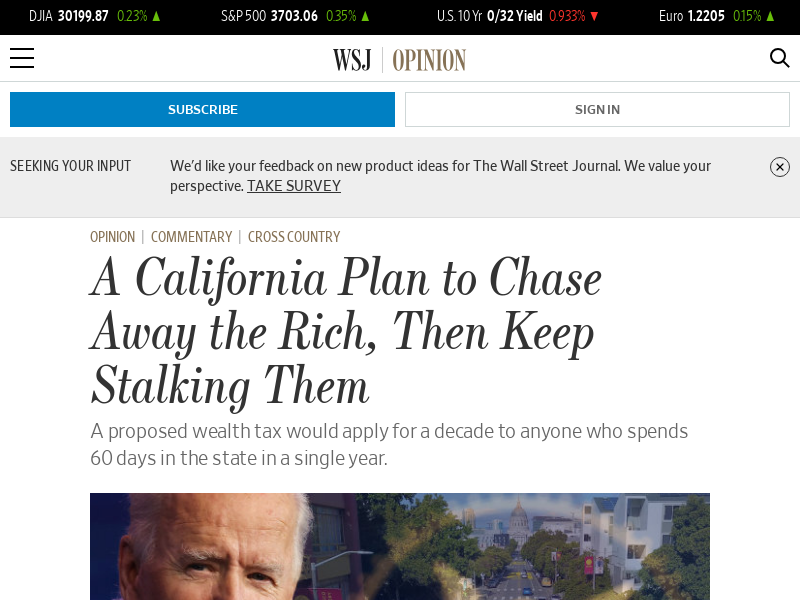 DJIA 30199.87 0.23% ▲ S&P 500 3703.06 0.35% ▲ U.S. 10 Yr 0/32 Yield 0.933% ▼ Euro 1.2205 0.15% ▲
WSJ | OPINION
SUBSCRIBE SIGN IN
SEEKING YOUR INPUT We’d like your feedback on new product ideas for The Wall Street Journal. We value your
perspective. TAKE SURVEY
OPINION | COMMENTARY | CROSS COUNTRY
A California Plan to Chase
Away the Rich, Then Keep
Stalking Them
A proposed wealth tax would apply for a decade to anyone who spends
60 days in the state in a single year.